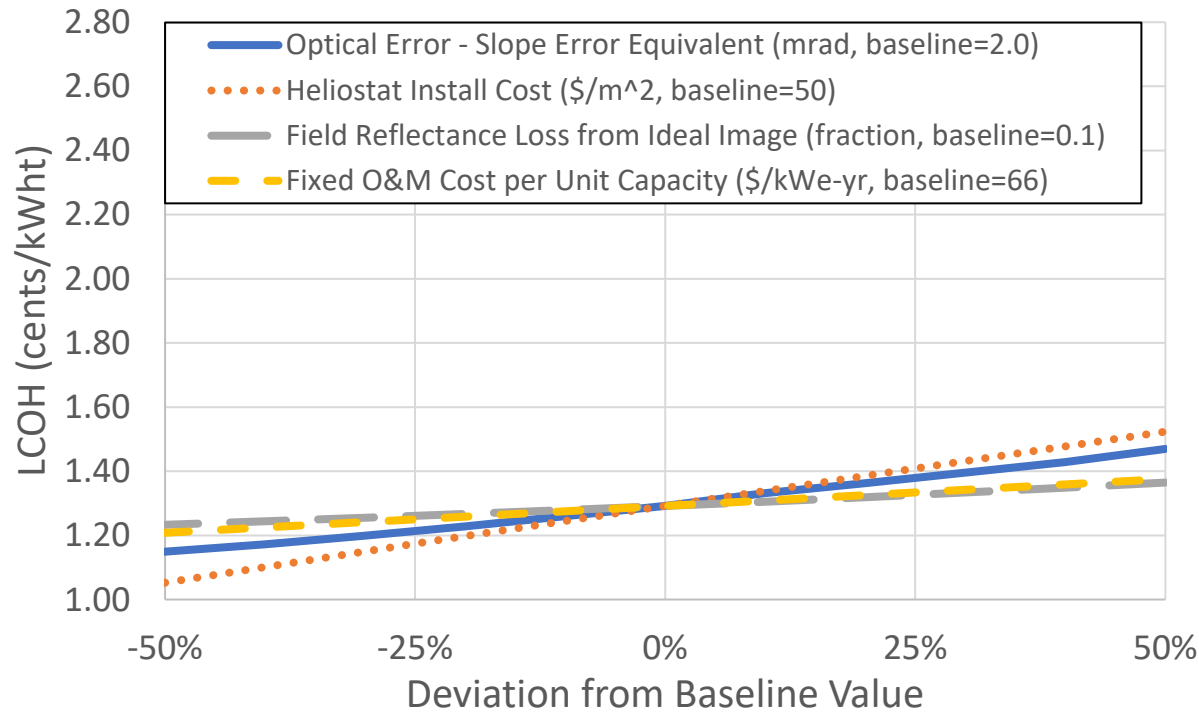 2.80
2.60
2.40
2.20
2.00
1.80
1.60
1.40
1.20
1.00
LCOH (cents/kWht)
Optical Error - Slope Error Equivalent (mrad, baseline=2.0)
Heliostat Install Cost ($/m^2, baseline=50)
Field Reflectance Loss from Ideal Image (fraction, baseline=0.1)
Fixed O&M Cost per Unit Capacity ($/kWe-yr, baseline=66)
-50% -25% 0% 25% 50%
Deviation from Baseline Value